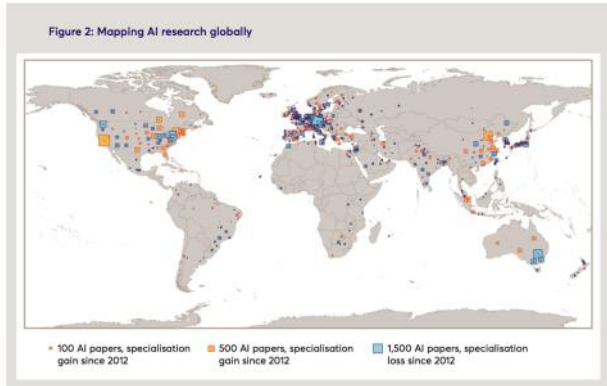 Figure 2: Mapping AI research globally
100 AI papers, specialisation
gain since 2012
500 AI papers, specialisation
gain since 2012
1,500 AI papers, specialisation
loss since 2012